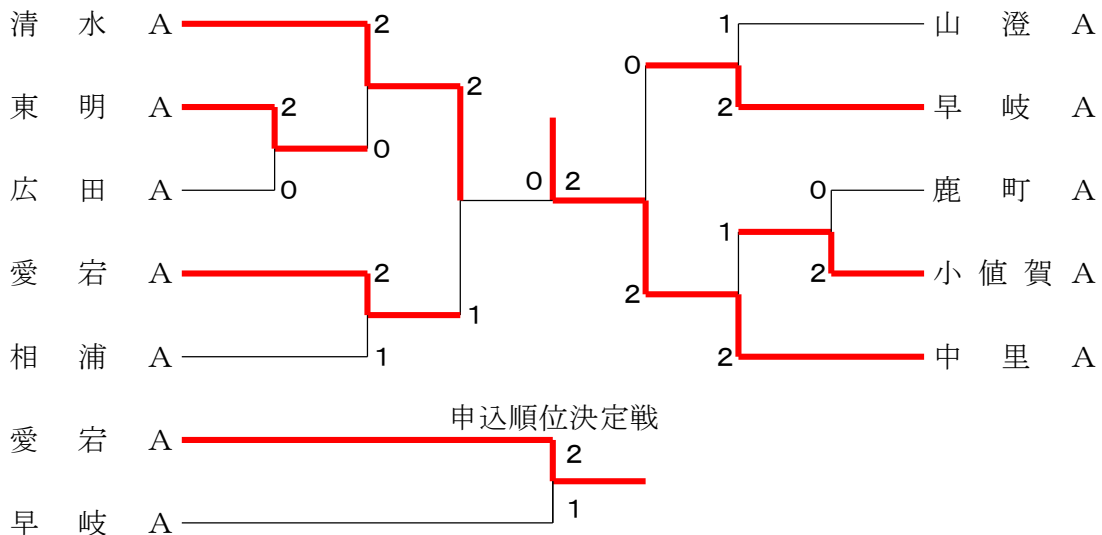 清水 A 2 1 山澄 A
0
2
東明 A 2 2 早岐 A
0
0 2
広田 A 0 0 鹿町 A
1
愛宕 A 2 2 小値賀 A
2
1
相浦 A 1 2 中里 A
申込順位決定戦
愛宕 A 2
1
早岐 A